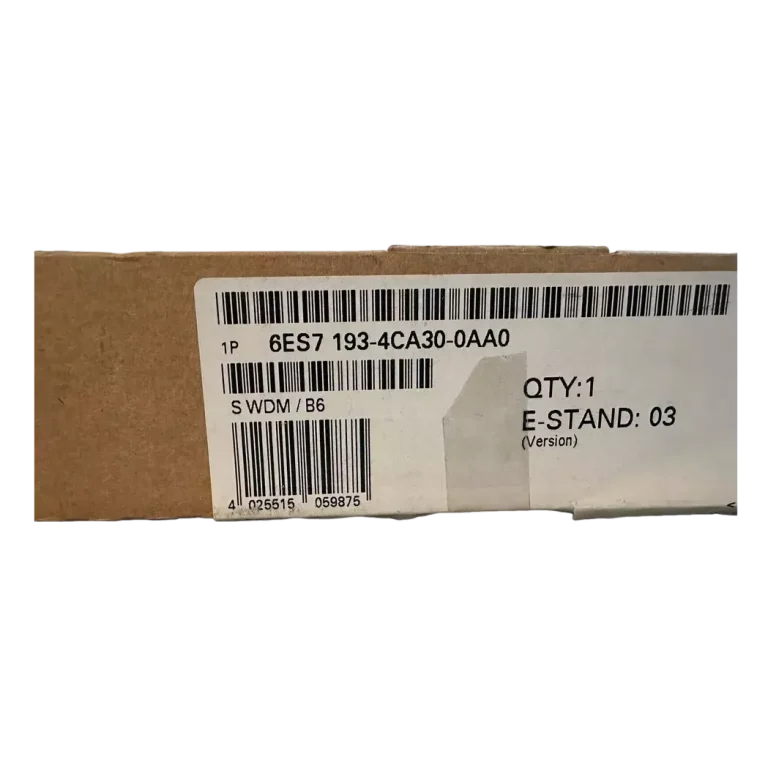 1P 6ES7 193-4CA30-0AA0
S WDM / B6
QTY:1
E-STAND: 03
(Version)
4 025515 059875